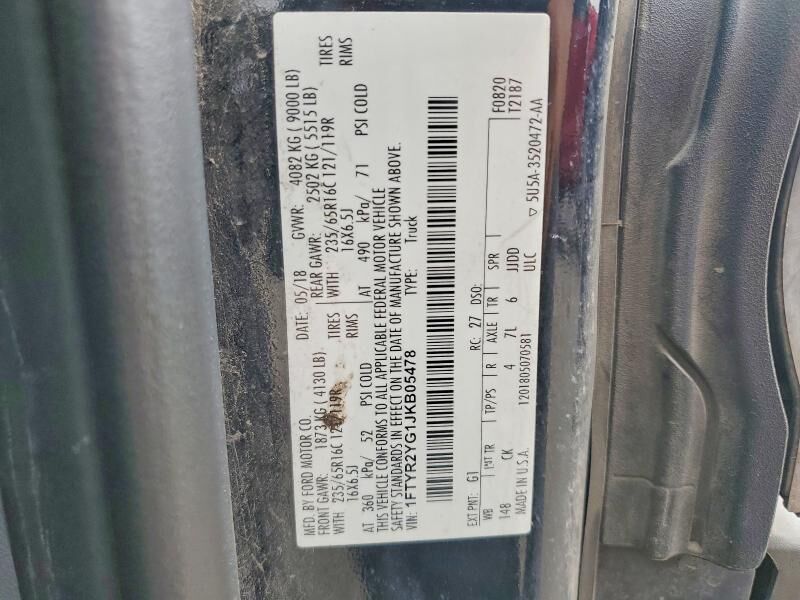 MFD. BY FORD MOTOR CO.
DATE: 05/18 GVWR: 4082 KG ( 9000 LB)
FRONT GAWR: 1873 KG ( 4130 LB) REAR GAWR: 2502 KG ( 5515 LB)
WITH 235/65R16C 121/119R TIRES WITH 235/65R16C 121/119R TIRES
16X6.5J RIMS 16X6.5J RIMS
AT 360 kPa/ 52 PSI COLD AT 490 kPa/ 71 PSI COLD
THIS VEHICLE CONFORMS TO ALL APPLICABLE FEDERAL MOTOR VEHICLE
SAFETY STANDARDS IN EFFECT ON THE DATE OF MANUFACTURE SHOWN ABOVE.
VIN: 1FTYR2YG1JKB05478 TYPE: Truck
F0820
T2187
EXT PNT: G1 RC: 27 DSO:
WB INT TR TP/PS R AXLE TR SPR
148 CK 4 7L 6 JJDD
ULC
MADE IN U.S.A. 1201805070581
▽ 5U5A-3520472-AA